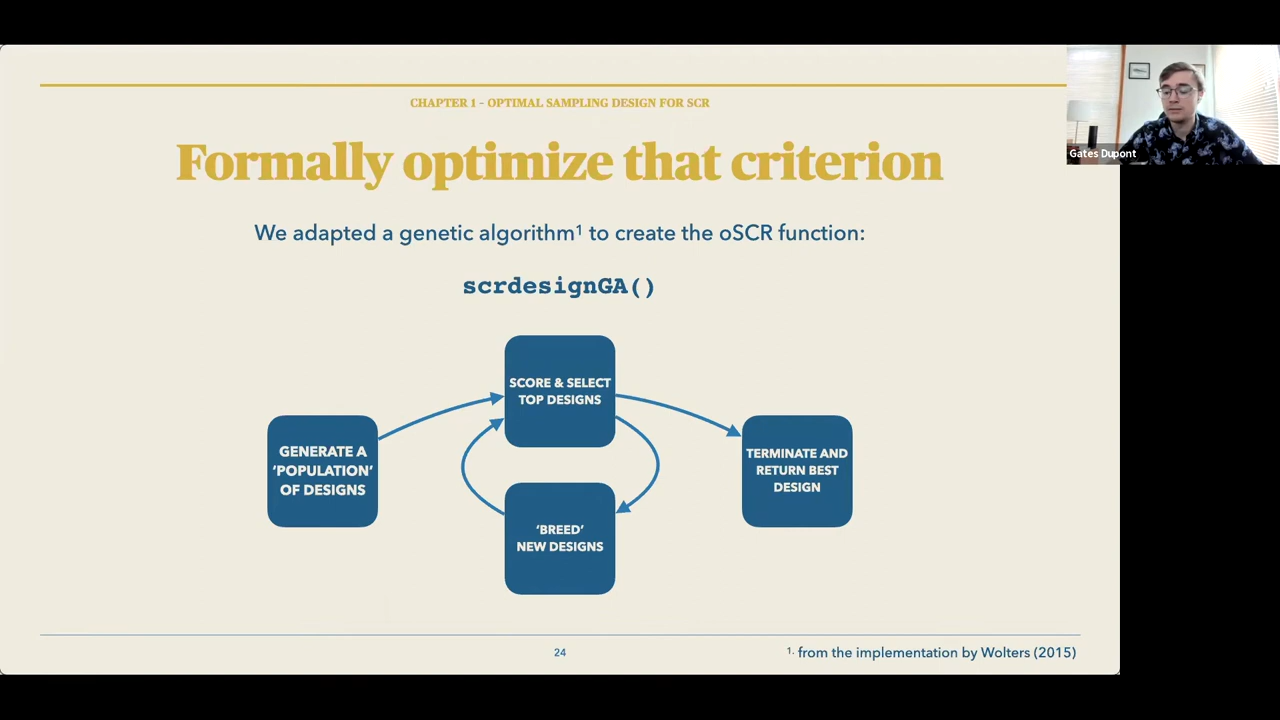 CHAPTER 1 - OPTIMAL SAMPLING DESIGN FOR SCR
Formally optimize that criterion
Gates Dupont
We adapted a genetic algorithm¹ to create the oSCR function:
scrdesignGA()
SCORE & SELECT
TOP DESIGNS
GENERATE A
‘POPULATION’
OF DESIGNS
TERMINATE AND
RETURN BEST
DESIGN
‘BREED’
NEW DESIGNS
24
¹· from the implementation by Wolters (2015)